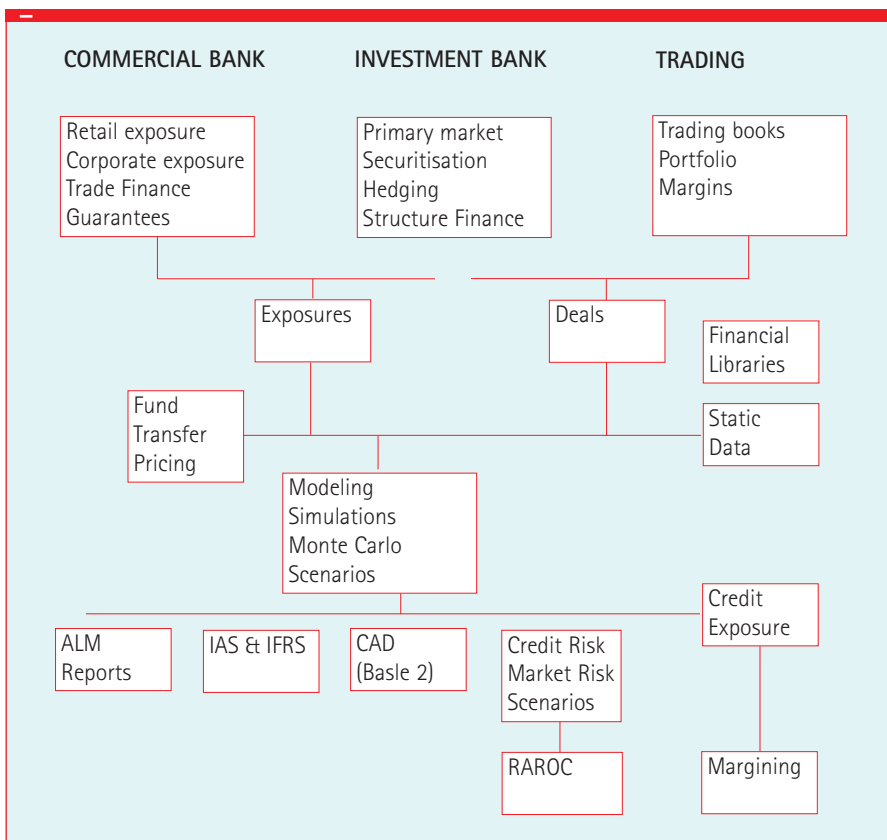 COMMERCIAL BANK
INVESTMENT BANK
TRADING
Retail exposure
Corporate exposure
Trade Finance
Guarantees
Primary market
Securitisation
Hedging
Structure Finance
Trading books
Portfolio
Margins
Exposures
Deals
Financial
Libraries
Fund
Transfer
Pricing
Static
Data
Modeling
Simulations
Monte Carlo
Scenarios
Credit
Exposure
ALM
Reports
IAS & IFRS
CAD
(Basle 2)
Credit Risk
Market Risk
Scenarios
RAROC
Margining